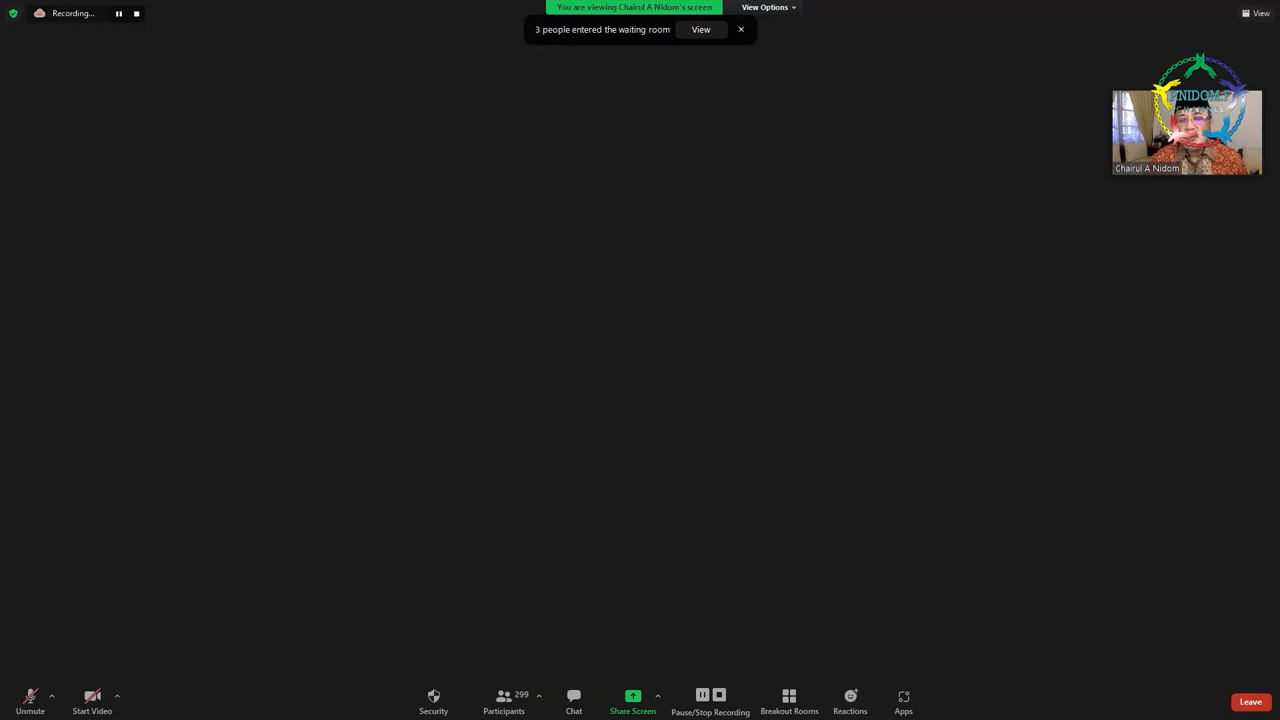 You are viewing Chairul A Nidom's screen
View Options
Recording...
View
3 people entered the waiting room
View
CHANNEL
Chairul A Nidom
Unmute
Start Video
Security
299
Participants
Chat
Share Screen
Pause/Stop Recording
Breakout Rooms
Reactions
Apps
Leave